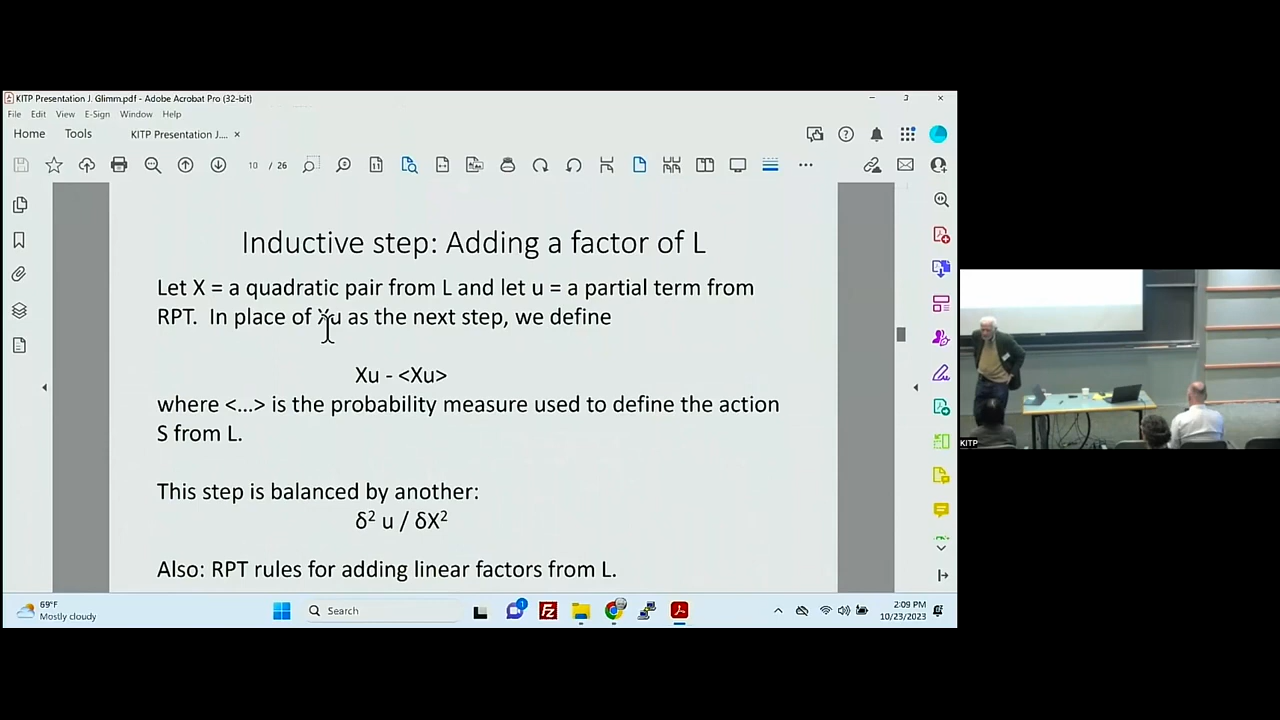 KITP Presentation J. Glimm.pdf - Adobe Acrobat Pro (32-bit)
File Edit View E-Sign Window Help
Home Tools KITP Presentation J.... ×
10 / 26
Inductive step: Adding a factor of L
Let X = a quadratic pair from L and let u = a partial term from
RPT. In place of Xu as the next step, we define
Xu - <Xu>
where <...> is the probability measure used to define the action
S from L.
This step is balanced by another:
δ² u / δX²
Also: RPT rules for adding linear factors from L.
KITP
69°F
Mostly cloudy
Search
1
2:09 PM
10/23/2023